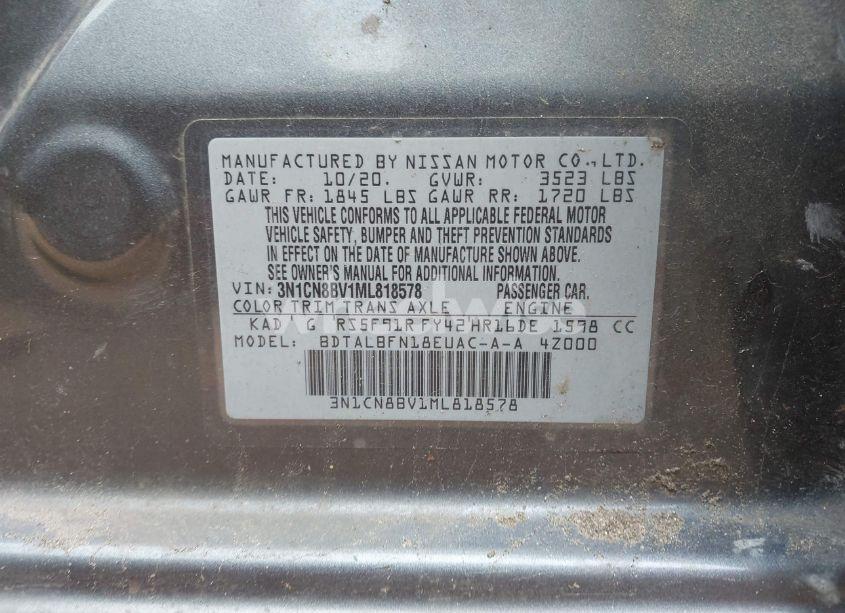 MANUFACTURED BY NISSAN MOTOR CO., LTD.
DATE: 10/20. GVWR: 3523 LBS
GAWR FR: 1845 LBS GAWR RR: 1720 LBS
THIS VEHICLE CONFORMS TO ALL APPLICABLE FEDERAL MOTOR
VEHICLE SAFETY, BUMPER AND THEFT PREVENTION STANDARDS
IN EFFECT ON THE DATE OF MANUFACTURE SHOWN ABOVE.
SEE OWNER'S MANUAL FOR ADDITIONAL INFORMATION.
VIN: 3N1CN8BV1ML818578 PASSENGER CAR.
COLOR TRIM TRANS AXLE ENGINE
KAD G RS5F91R FY42 HR16DE 1598 CC
MODEL: BDTALBFN18EUAC-A-A 42000
3N1CN8BV1ML818578